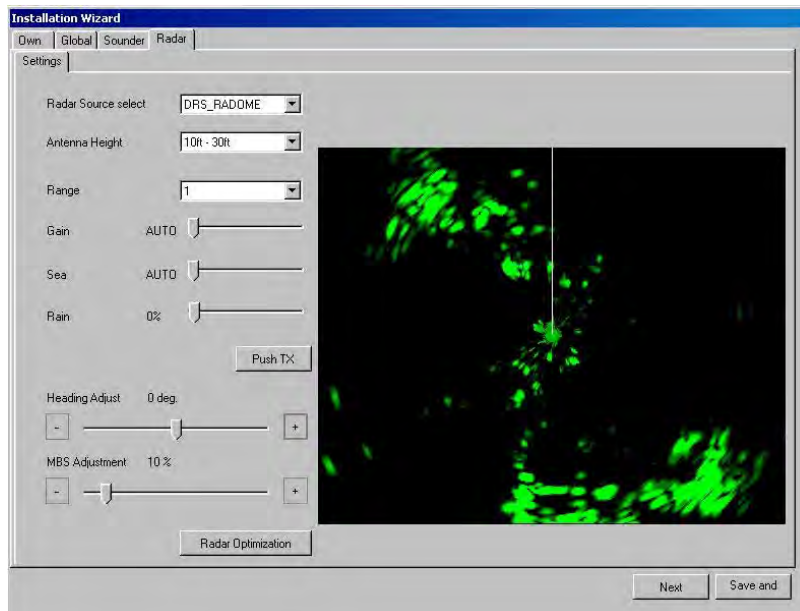 Installation Wizard
Own Global Sounder Radar
Settings
Radar Source select DRS_RADOME
Antenna Height 10ft - 30ft
Range 1
Gain AUTO
Sea AUTO
Rain 0%
Push TX
Heading Adjust 0 deg.
- +
MBS Adjustment 10 %
- +
Radar Optimization
Next Save and